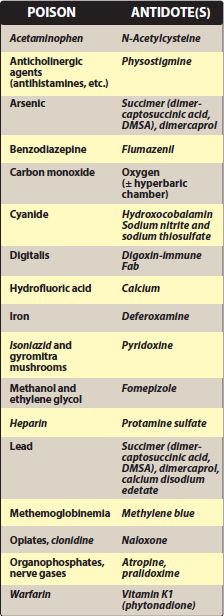 POISON ANTIDOTE(S)
Acetaminophen N-Acetylcysteine
Anticholinergic Physostigmine
agents
(antihistamines, etc.)
Arsenic Succimer (dimer-
captosuccinic acid,
DMSA), dimercaprol
Benzodiazepine Flumazenil
Carbon monoxide Oxygen
(± hyperbaric
chamber)
Cyanide Hydroxocobalamin
Sodium nitrite and
sodium thiosulfate
Digitalis Digoxin-immune
Fab
Hydrofluoric acid Calcium
Iron Deferoxamine
Isoniazid and Pyridoxine
gyromitra
mushrooms
Methanol and Fomepizole
ethylene glycol
Heparin Protamine sulfate
Lead Succimer (dimer-
captosuccinic acid,
DMSA), dimercaprol,
calcium disodium
edetate
Methemoglobinemia Methylene blue
Opiates, clonidine Naloxone
Organophosphates, Atropine,
nerve gases pralidoxime
Warfarin Vitamin K1
(phytonadione)